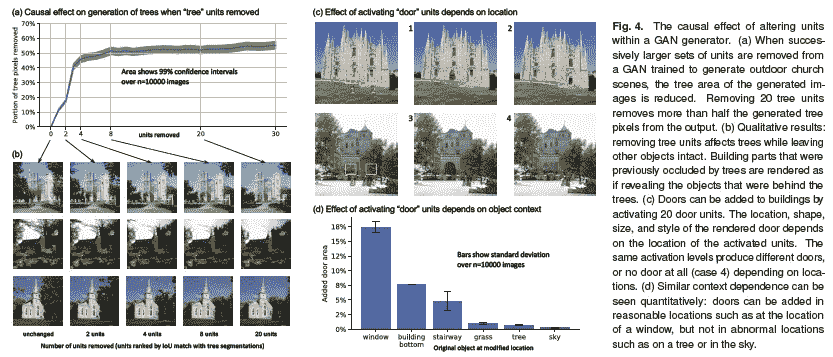 (a) Causal effect on generation of trees when "tree" units removed
Portion of tree pixels removed
70%
60%
50%
40%
30%
20%
10%
0%
Area shows 99% confidence intervals
over n=10000 images
0
2
4
8
units removed
20
30
(b)
unchanged
2 units
4 units
8 units
20 units
Number of units removed (units ranked by IoU match with tree segmentations)
(c) Effect of activating "door" units depends on location
1
2
3
4
(d) Effect of activating "door" units depends on object context
Added door area
18%
15%
12%
10%
8%
5%
2%
0%
Bars show standard deviation
over n=10000 images
window
building
bottom
stairway
grass
tree
sky
Original object at modified location
Fig. 4. The causal effect of altering units
within a GAN generator. (a) When succes-
sively larger sets of units are removed from
a GAN trained to generate outdoor church
scenes, the tree area of the generated im-
ages is reduced. Removing 20 tree units
removes more than half the generated tree
pixels from the output. (b) Qualitative results:
removing tree units affects trees while leaving
other objects intact. Building parts that were
previously occluded by trees are rendered as
if revealing the objects that were behind the
trees. (c) Doors can be added to buildings by
activating 20 door units. The location, shape,
size, and style of the rendered door depends
on the location of the activated units. The
same activation levels produce different doors,
or no door at all (case 4) depending on loca-
tions. (d) Similar context dependence can be
seen quantitatively: doors can be added in
reasonable locations such as at the location
of a window, but not in abnormal locations
such as on a tree or in the sky.